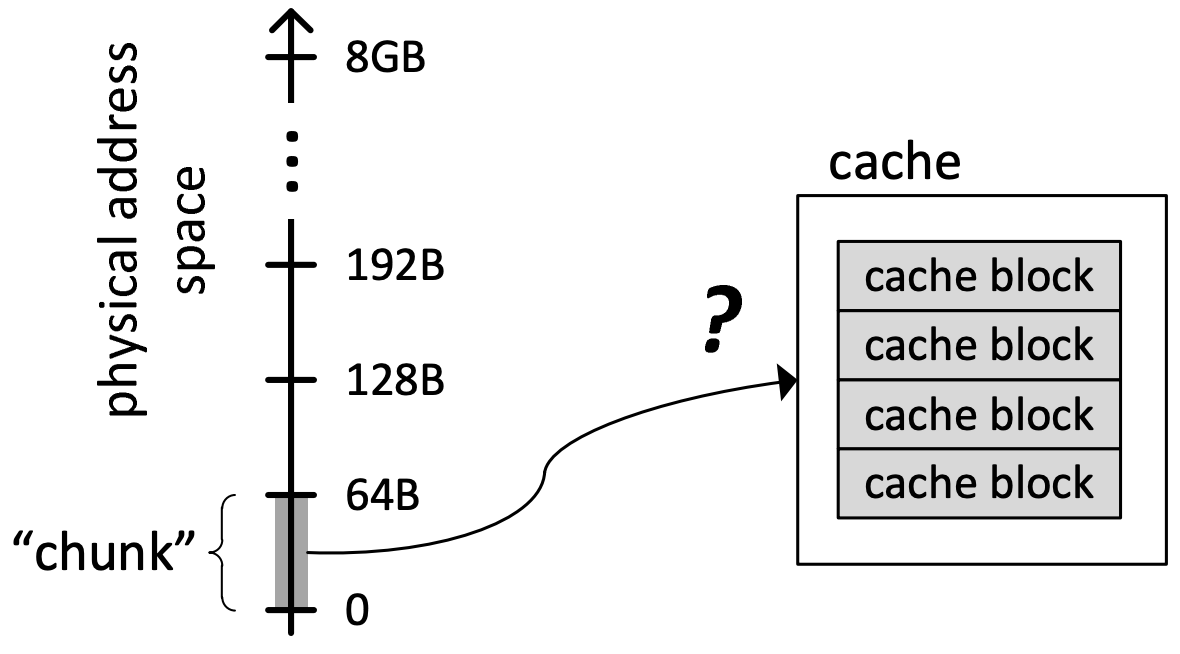 physical address
space
8GB
192B
128B
64B
0
“chunk”
?
cache
cache block
cache block
cache block
cache block